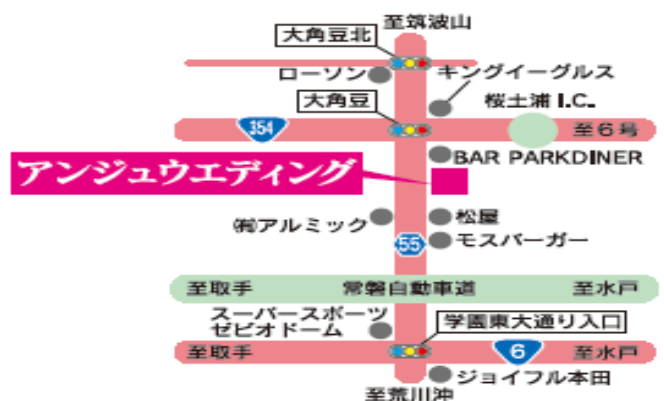 至筑波山
大角豆北
ローソン
キングイーグルス
大角豆
桜土浦 I.C.
354
至6号
BAR PARKDINER
アンジュウエディング
㈲アルミック
松屋
55
モスバーガー
至取手
常磐自動車道
至水戸
スーパースポーツ
ゼビオドーム
学園東大通り入口
至取手
6
至水戸
ジョイフル本田
至荒川沖